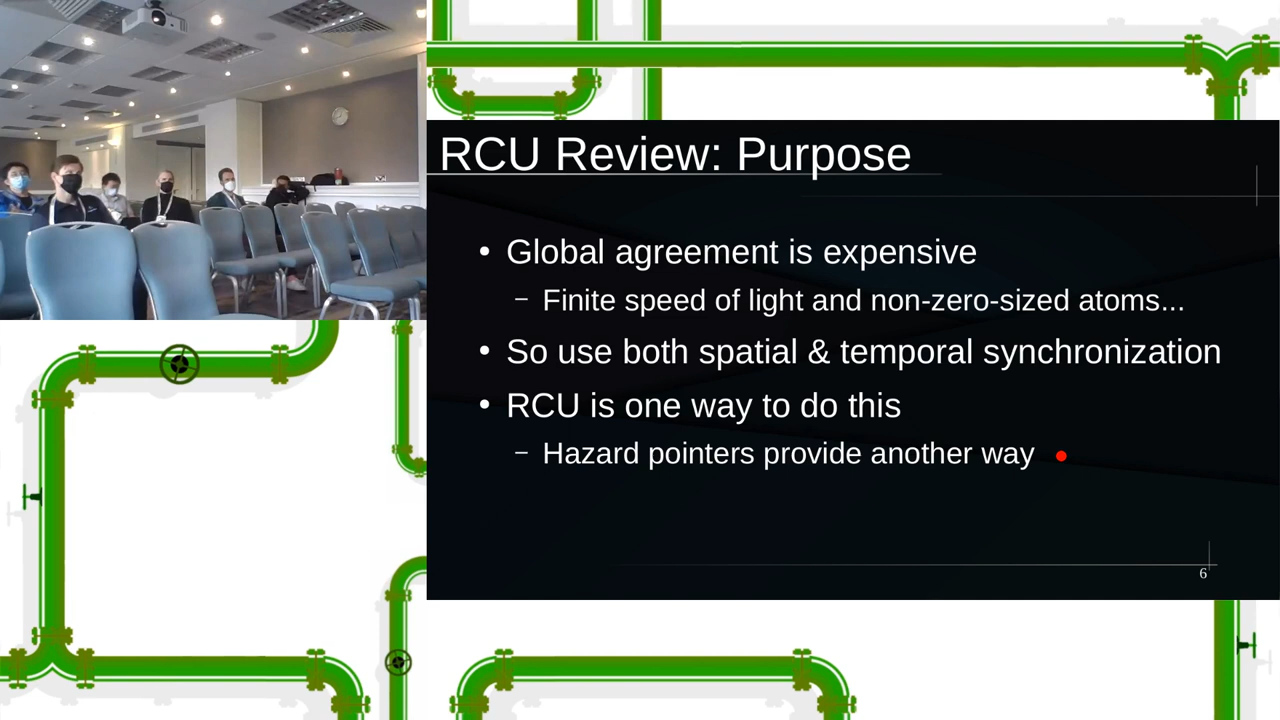 RCU Review: Purpose
• Global agreement is expensive
– Finite speed of light and non-zero-sized atoms...
• So use both spatial & temporal synchronization
• RCU is one way to do this
– Hazard pointers provide another way
6